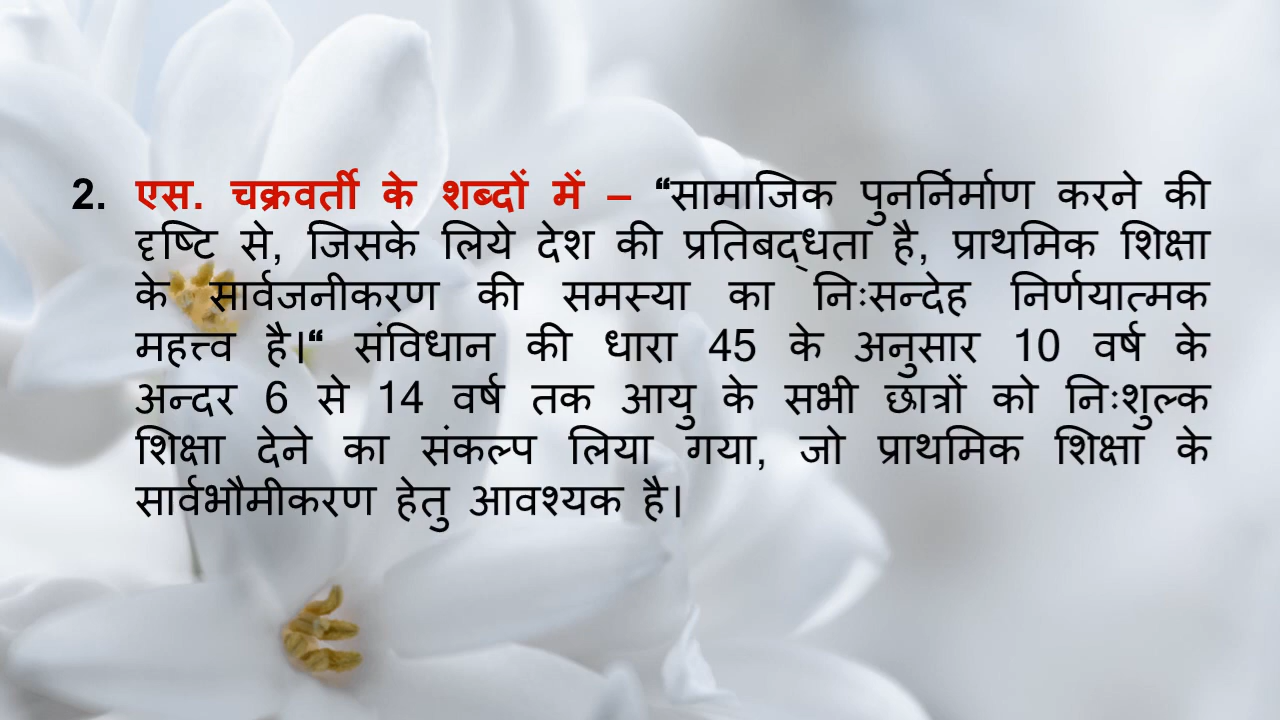 2. एस. चक्रवर्ती के शब्दों में – “सामाजिक पुनर्निर्माण करने की
दृष्टि से, जिसके लिये देश की प्रतिबद्धता है, प्राथमिक शिक्षा
के सार्वजनीकरण की समस्या का निःसन्देह निर्णयात्मक
महत्त्व है।“ संविधान की धारा 45 के अनुसार 10 वर्ष के
अन्दर 6 से 14 वर्ष तक आयु के सभी छात्रों को निःशुल्क
शिक्षा देने का संकल्प लिया गया, जो प्राथमिक शिक्षा के
सार्वभौमीकरण हेतु आवश्यक है।